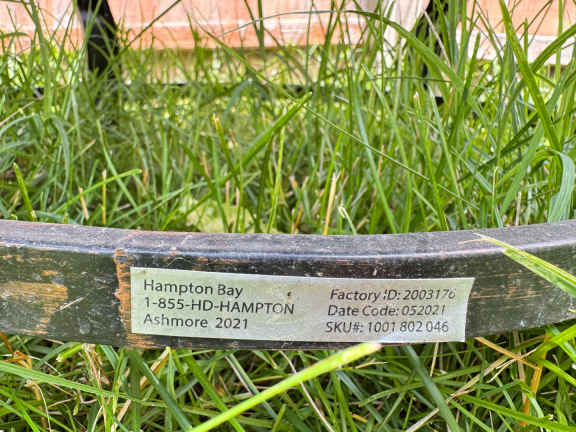 Hampton Bay
1-855-HD-HAMPTON
Ashmore 2021
Factory ID: 2003176
Date Code: 052021
SKU#: 1001 802 046